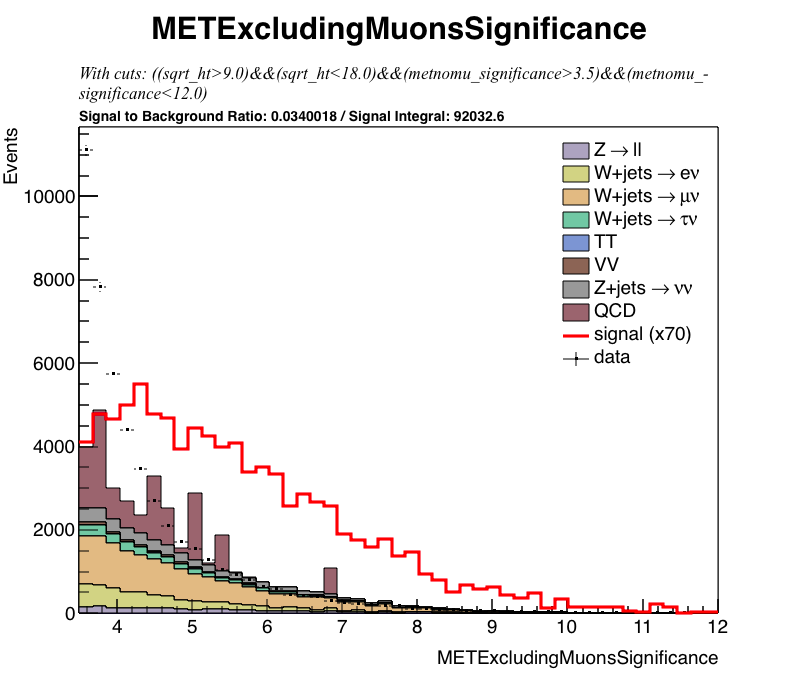 METExcludingMuonsSignificance
With cuts: ((sqrt_ht>9.0)&&(sqrt_ht<18.0)&&(metnomu_significance>3.5)&&(metnomu_-
significance<12.0)
Signal to Background Ratio: 0.0340018 / Signal Integral: 92032.6
Events
10000
8000
6000
4000
2000
0
Z → ll
W+jets → eν
W+jets → μν
W+jets → τν
TT
VV
Z+jets → νν
QCD
signal (x70)
data
4 5 6 7 8 9 10 11 12
METExcludingMuonsSignificance